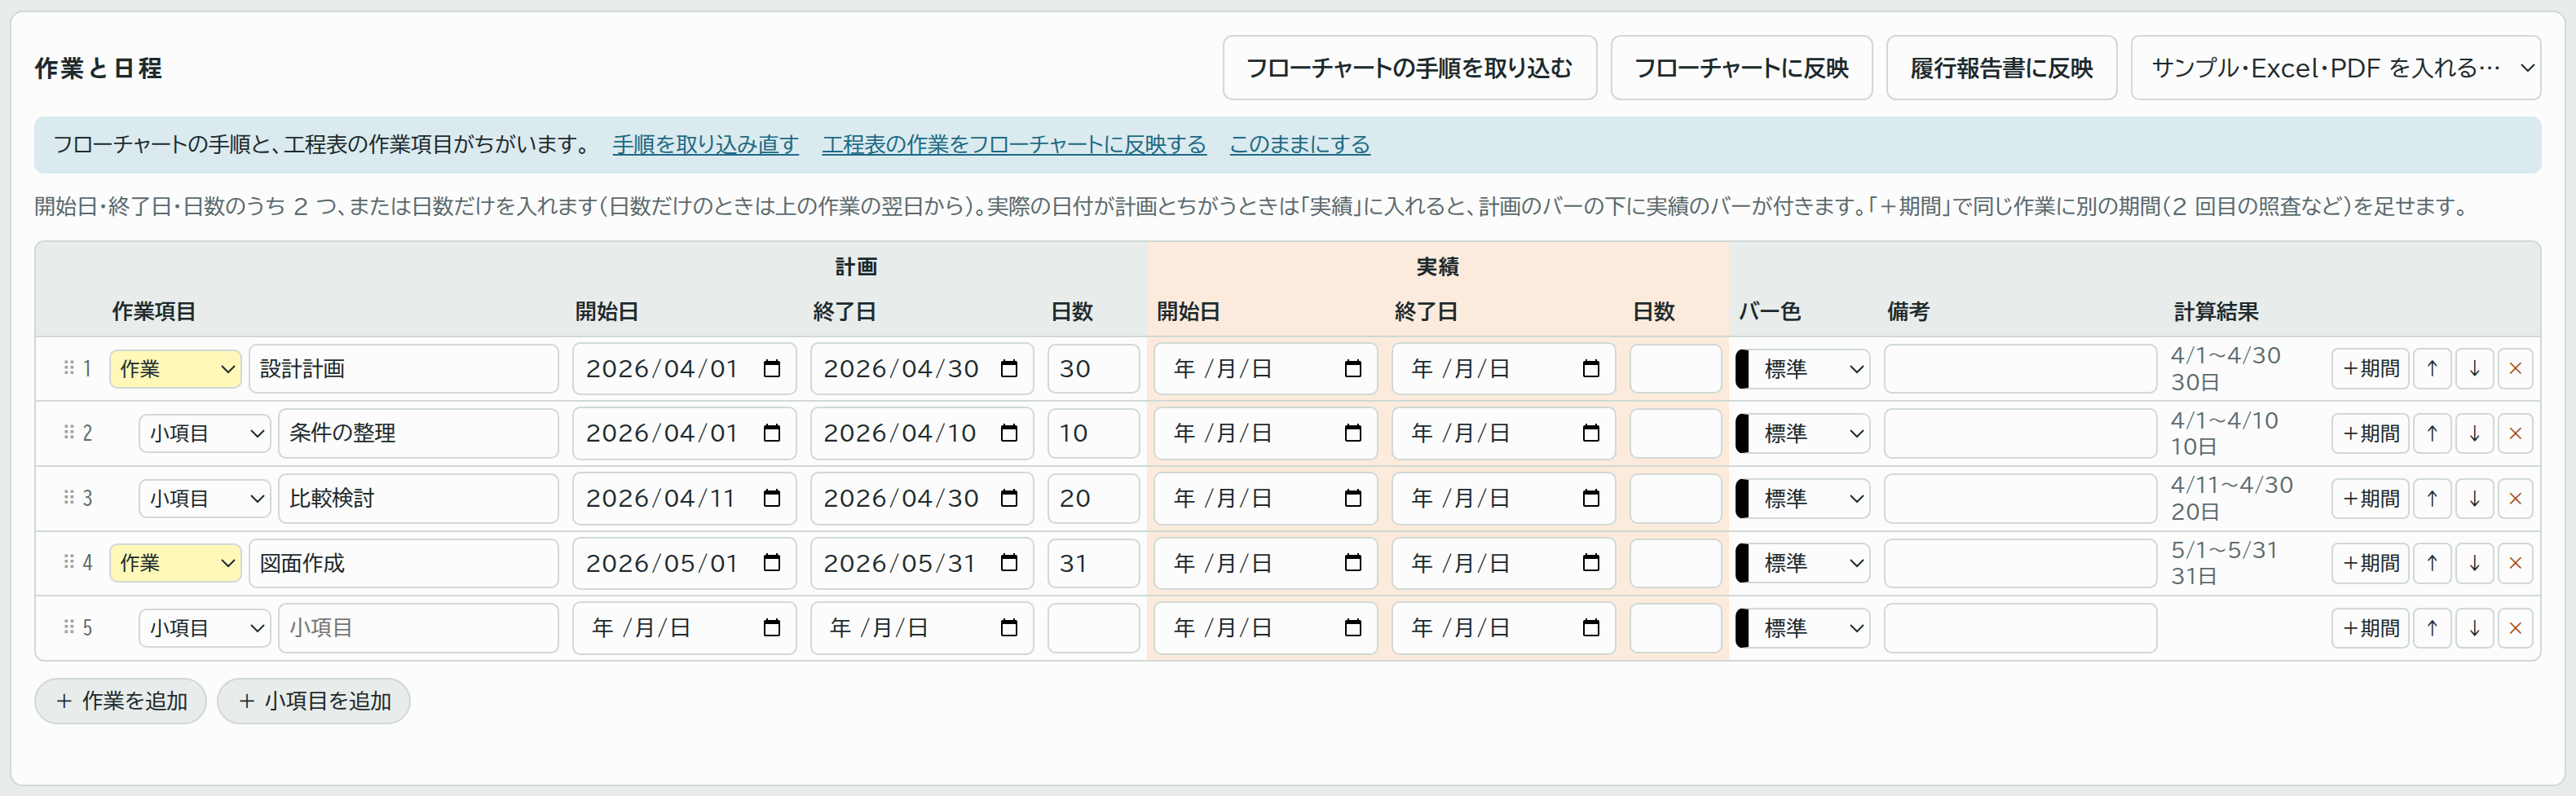 作業と日程
フローチャートの手順を取り込む フローチャートに反映 履行報告書に反映 サンプル・Excel・PDF を入れる…
フローチャートの手順と、工程表の作業項目がちがいます。 手順を取り込み直す 工程表の作業をフローチャートに反映する このままにする
開始日・終了日・日数のうち 2 つ、または日数だけを入れます（日数だけのときは上の作業の翌日から）。実際の日付が計画とちがうときは「実績」に入れると、計画のバーの下に実績のバーが付きます。「＋期間」で同じ作業に別の期間（2 回目の照査など）を足せます。
計画 実績
作業項目 開始日 終了日 日数 開始日 終了日 日数 バー色 備考 計算結果
1 作業 設計計画 2026/04/01 2026/04/30 30 年 /月/日 年 /月/日 標準 4/1～4/30 30日 ＋期間 ↑ ↓ ×
2 小項目 条件の整理 2026/04/01 2026/04/10 10 年 /月/日 年 /月/日 標準 4/1～4/10 10日 ＋期間 ↑ ↓ ×
3 小項目 比較検討 2026/04/11 2026/04/30 20 年 /月/日 年 /月/日 標準 4/11～4/30 20日 ＋期間 ↑ ↓ ×
4 作業 図面作成 2026/05/01 2026/05/31 31 年 /月/日 年 /月/日 標準 5/1～5/31 31日 ＋期間 ↑ ↓ ×
5 小項目 小項目 年 /月/日 年 /月/日 年 /月/日 年 /月/日 標準 ＋期間 ↑ ↓ ×
＋ 作業を追加 ＋ 小項目を追加